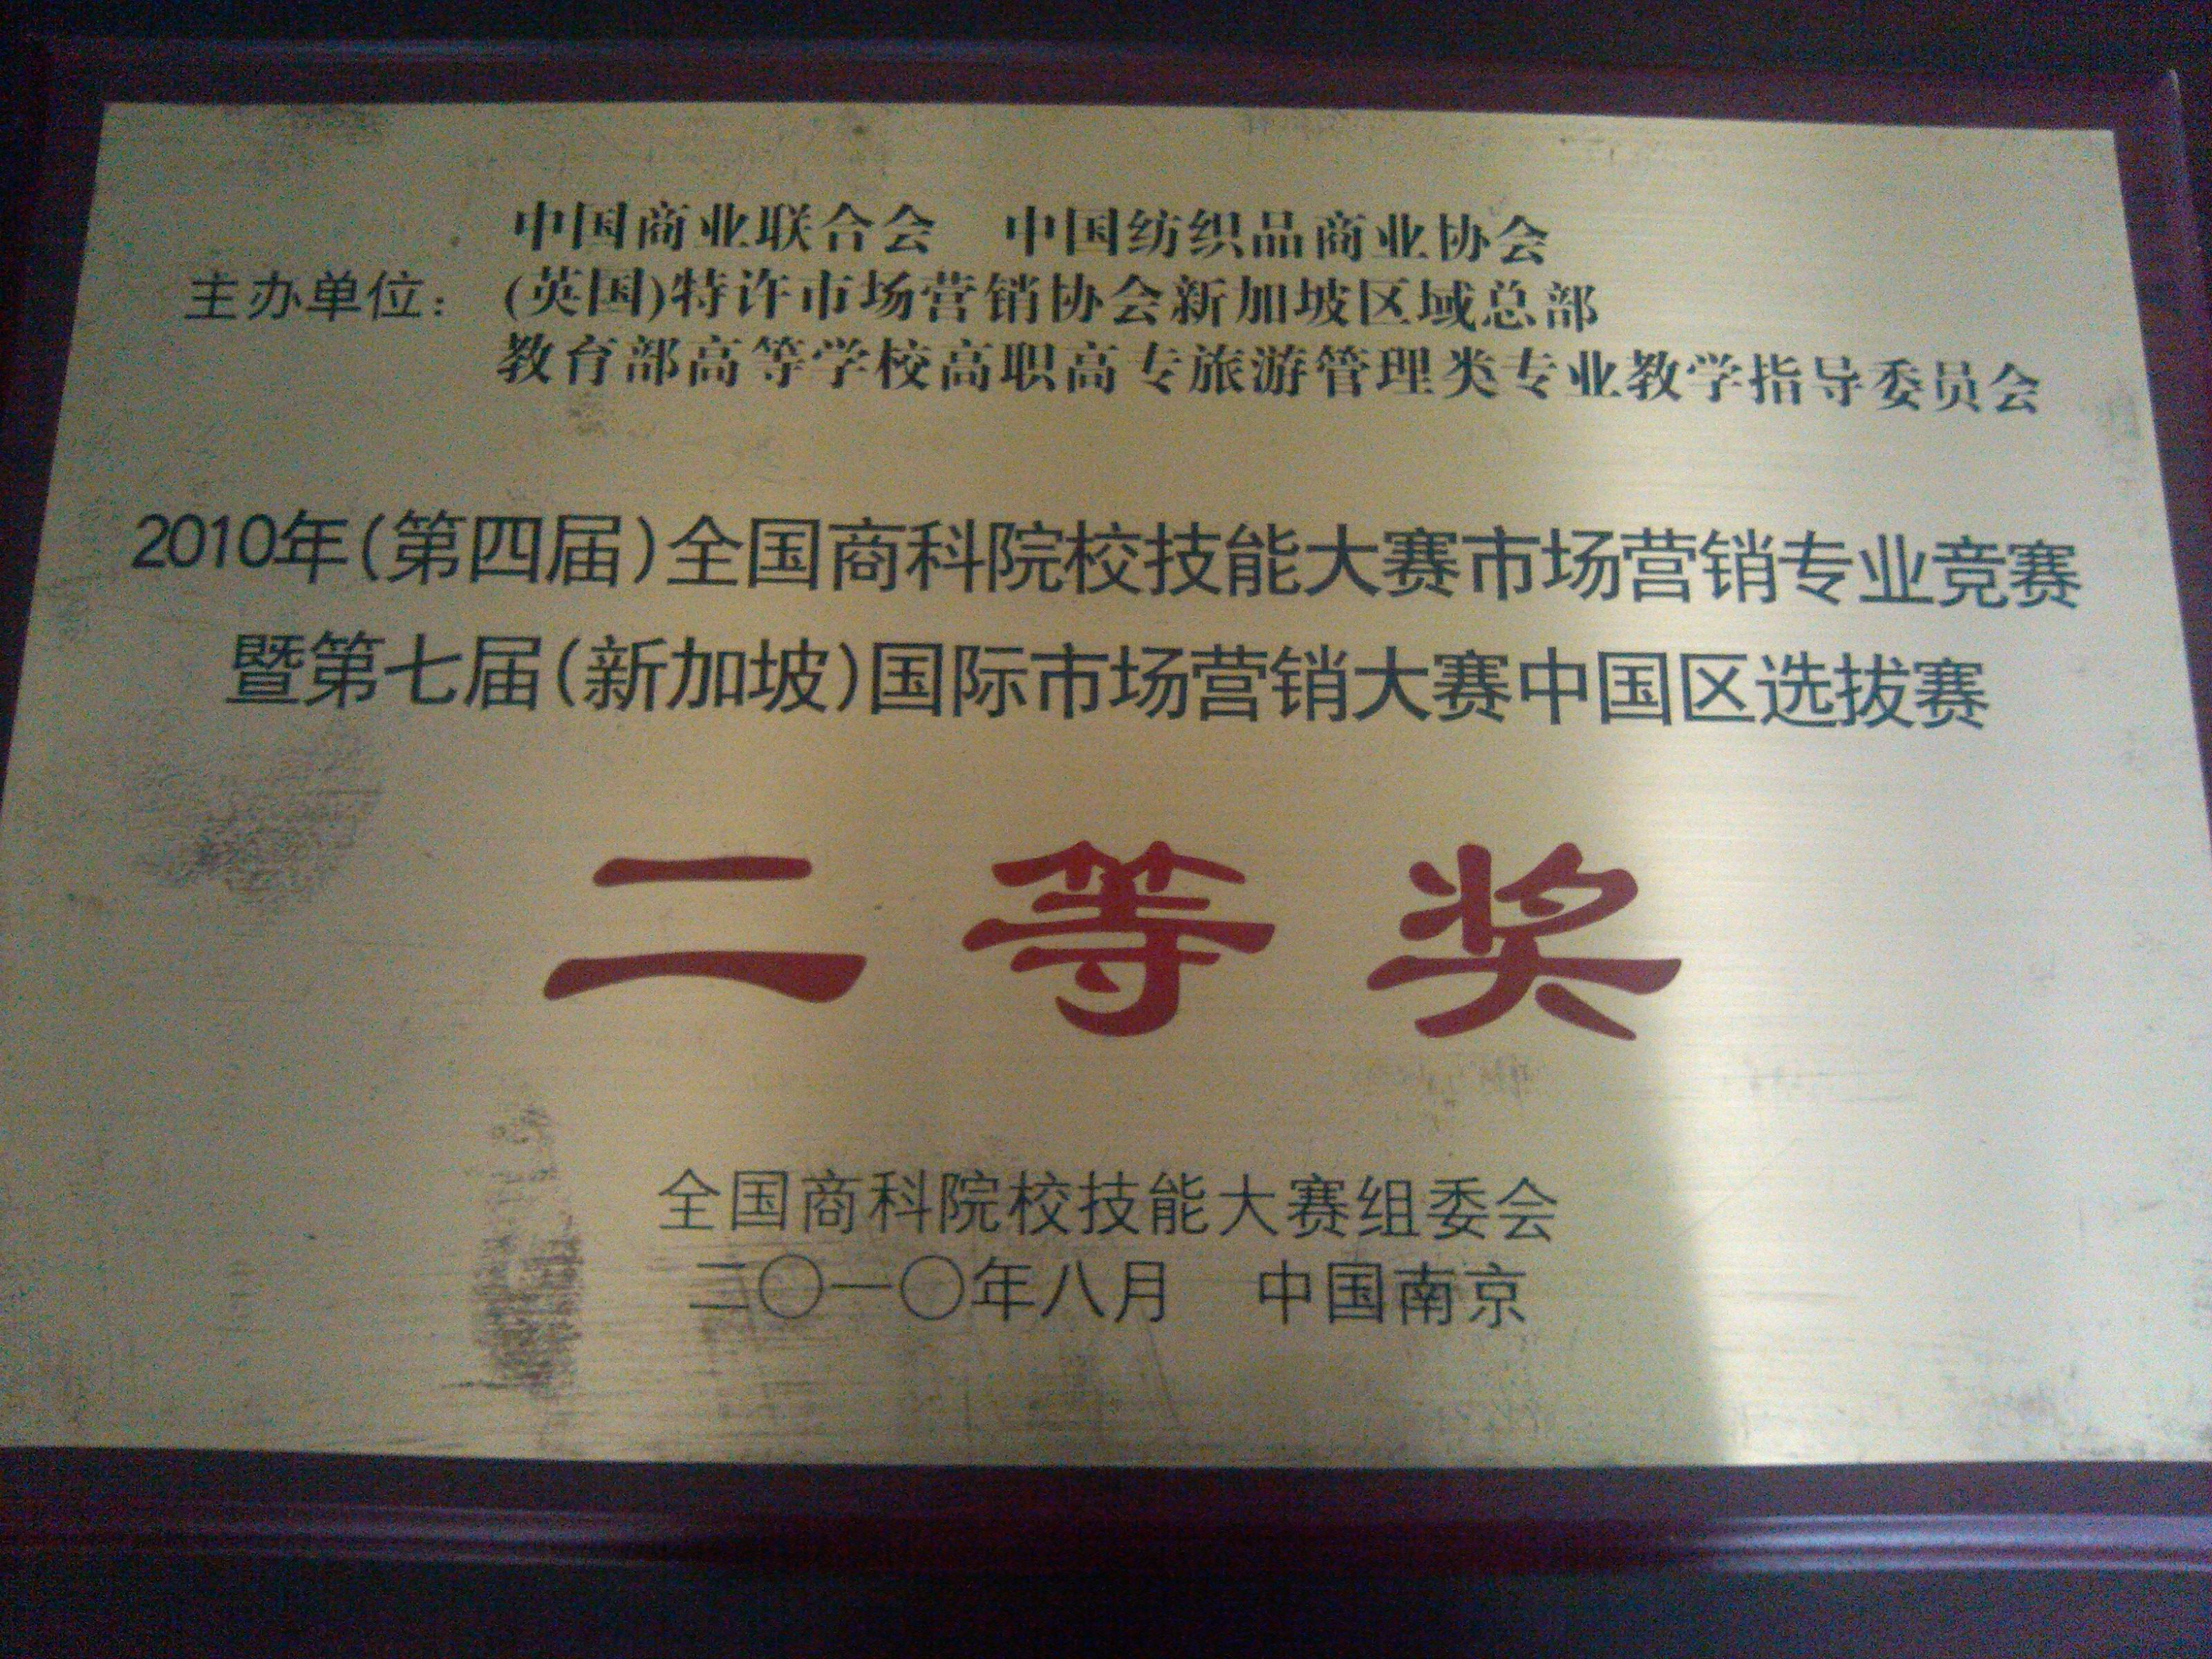 中国商业联合会 中国纺织品商业协会
主办单位：(英国)特许市场营销协会新加坡区域总部
教育部高等学校高职高专旅游管理类专业教学指导委员会
2010年(第四届)全国商科院校技能大赛市场营销专业竞赛
暨第七届(新加坡)国际市场营销大赛中国区选拔赛
二等奖
全国商科院校技能大赛组委会
二〇一〇年八月 中国南京